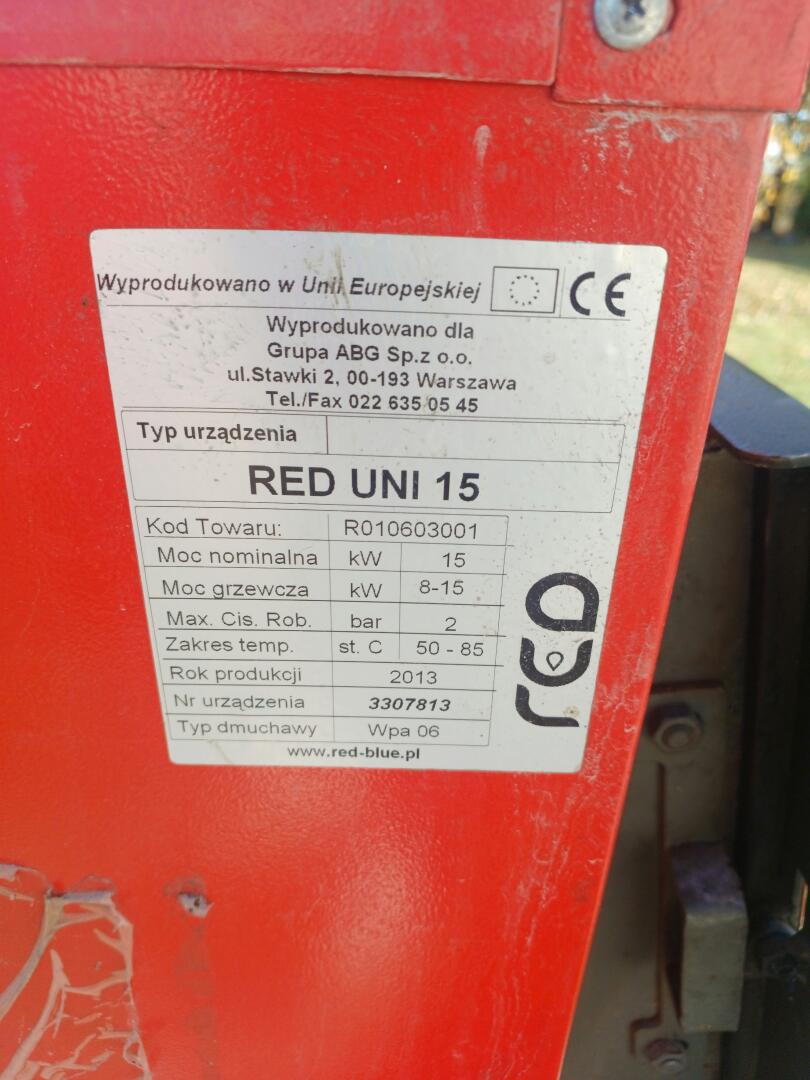 Wyprodukowano w Unii Europejskiej CE
Wyprodukowano dla
Grupa ABG Sp.z o.o.
ul.Stawki 2, 00-193 Warszawa
Tel./Fax 022 635 05 45
Typ urządzenia
RED UNI 15
Kod Towaru: R010603001
Moc nominalna kW 15
Moc grzewcza kW 8-15
Max. Cis. Rob. bar 2
Zakres temp. st. C 50 - 85
Rok produkcji 2013
Nr urządzenia 3307813
Typ dmuchawy Wpa 06
www.red-blue.pl
red